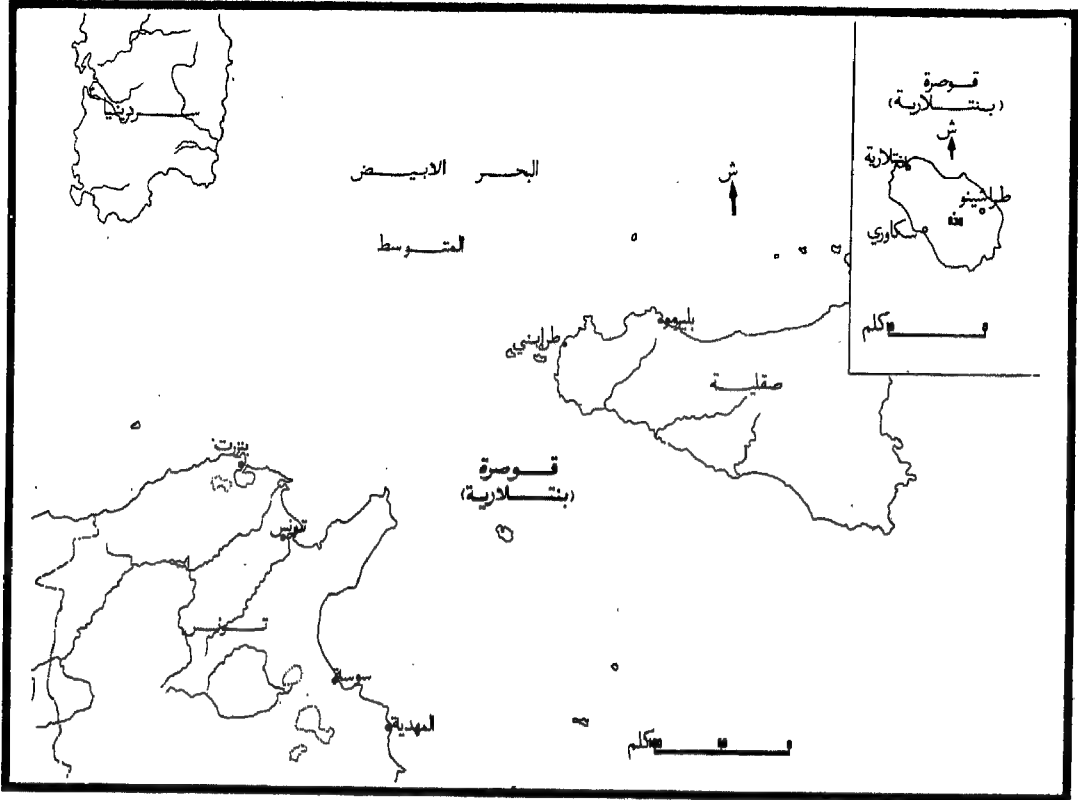 سردينيا
البحر الابيض
المتوسط
ش
قوصرة
(بنتلارية)
ش
بنتلارية
طراشينو
سكاوري
كلم
بليرمو
طرابني
صقلية
قوصرة
(بنتلارية)
بنزرت
تونس
تونس
سوسة
المهدية
كلم